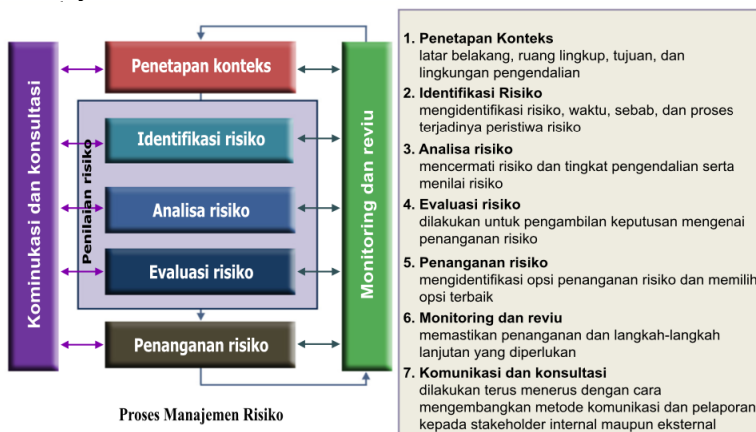 Kominukasi dan konsultasi
Penetapan konteks
Penilaian risiko
Identifikasi risiko
Analisa risiko
Evaluasi risiko
Penanganan risiko
Monitoring dan reviu
Proses Manajemen Risiko
1. Penetapan Konteks
latar belakang, ruang lingkup, tujuan, dan
lingkungan pengendalian
2. Identifikasi Risiko
mengidentifikasi risiko, waktu, sebab, dan proses
terjadinya peristiwa risiko
3. Analisa risiko
mencermati risiko dan tingkat pengendalian serta
menilai risiko
4. Evaluasi risiko
dilakukan untuk pengambilan keputusan mengenai
penanganan risiko
5. Penanganan risiko
mengidentifikasi opsi penanganan risiko dan memilih
opsi terbaik
6. Monitoring dan reviu
memastikan penanganan dan langkah-langkah
lanjutan yang diperlukan
7. Komunikasi dan konsultasi
dilakukan terus menerus dengan cara
mengembangkan metode komunikasi dan pelaporan
kepada stakeholder internal maupun eksternal